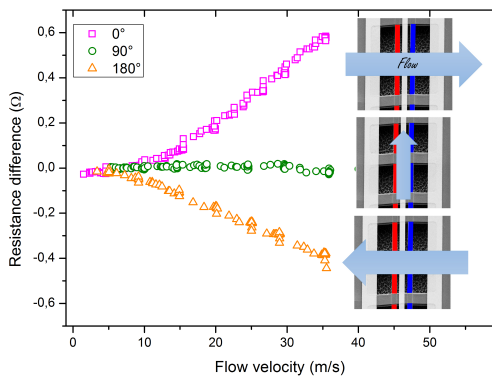 0°
90°
180°
Flow
0,6
0,4
0,2
0,0
-0,2
-0,4
-0,6
Resistance difference (Ω)
0 10 20 30 40 50
Flow velocity (m/s)